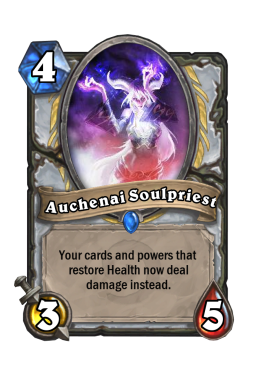 4
Auchenai Soulpriest
Your cards and powers that
restore Health now deal
damage instead.
3
5